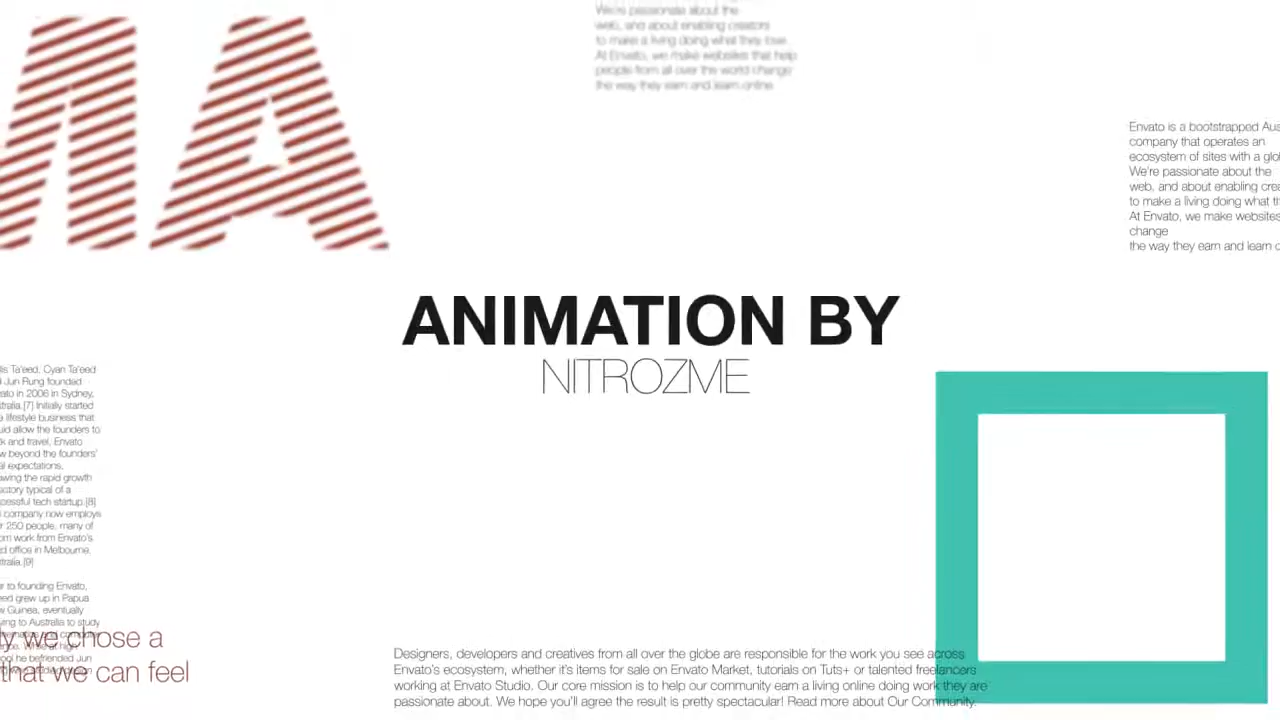 MA
We're passionate about the
web, and about enabling creators
to make a living doing what they love.
At Envato, we make websites that help
people from all over the world change
the way they earn and learn online
Envato is a bootstrapped Aus
company that operates an
ecosystem of sites with a glo
We're passionate about the
web, and about enabling crea
to make a living doing what th
At Envato, we make websites
change
the way they earn and learn o
ANIMATION BY
NITROZME
Ta'eed, Cyan Ta'eed
Jun Rung founded
in 2006 in Sydney,
[7] Initially started
lifestyle business that
allow the founders to
and travel, Envato
beyond the founders'
expectations,
the rapid growth
typical of a
tech startup.[8]
company now employs
250 people, many of
work from Envato's
office in Melbourne,
[9]
to founding Envato,
grew up in Papua
Guinea, eventually
to Australia to study
he befriended Jun
we chose a
that we can feel
Designers, developers and creatives from all over the globe are responsible for the work you see across
Envato's ecosystem, whether it's items for sale on Envato Market, tutorials on Tuts+ or talented freelancers
working at Envato Studio. Our core mission is to help our community earn a living online doing work they are
passionate about. We hope you'll agree the result is pretty spectacular! Read more about Our Community.